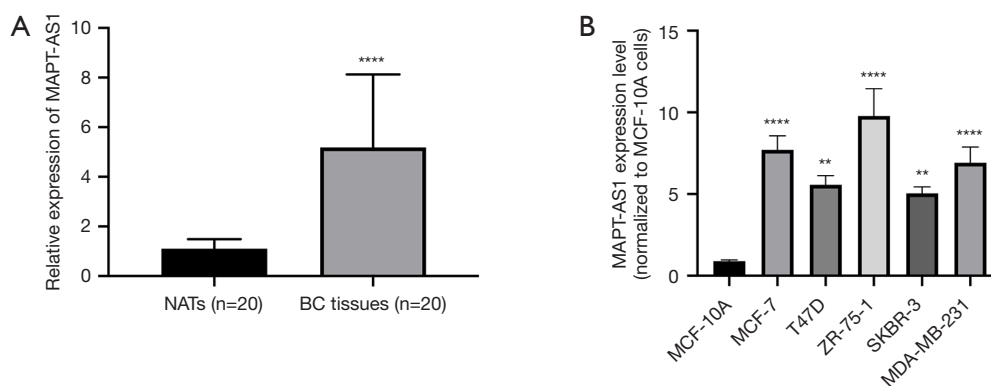 A
Relative expression of MAPT-AS1
10
8
6
4
2
0
****
NATs (n=20)
BC tissues (n=20)
B
MAPT-AS1 expression level
(normalized to MCF-10A cells)
15
10
5
0
****
**
****
**
****
MCF-10A
MCF-7
T47D
ZR-75-1
SKBR-3
MDA-MB-231